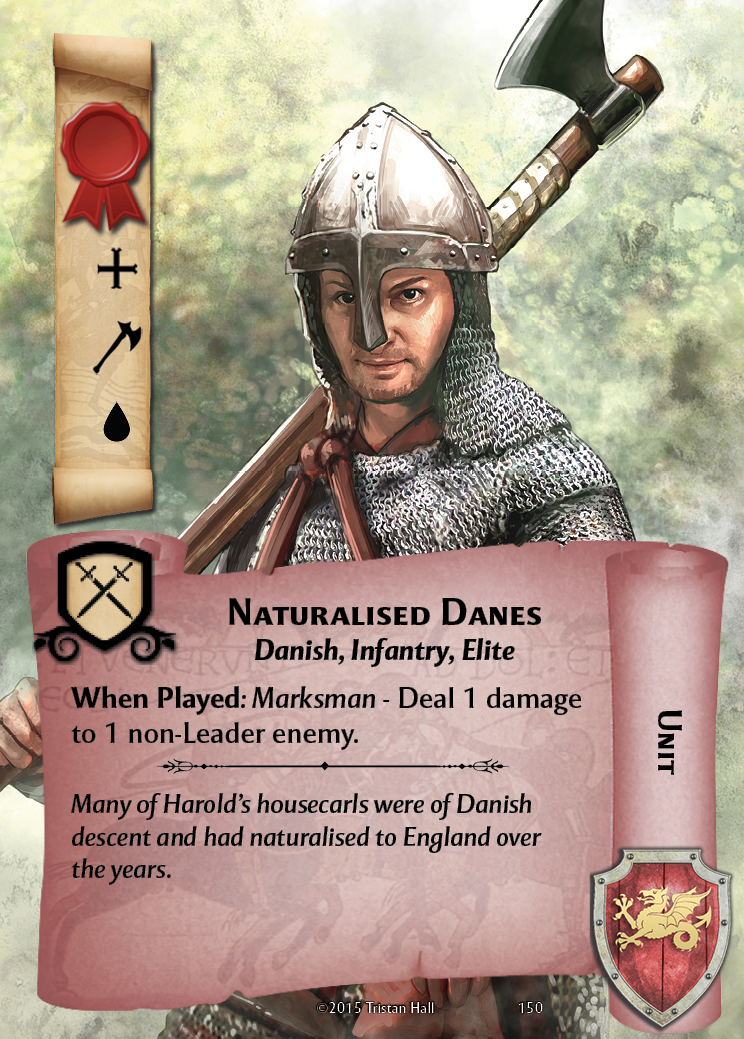 Naturalised Danes
Danish, Infantry, Elite
When Played: Marksman - Deal 1 damage
to 1 non-Leader enemy.
Many of Harold's housecarls were of Danish
descent and had naturalised to England over
the years.
Unit
©2015 Tristan Hall
150